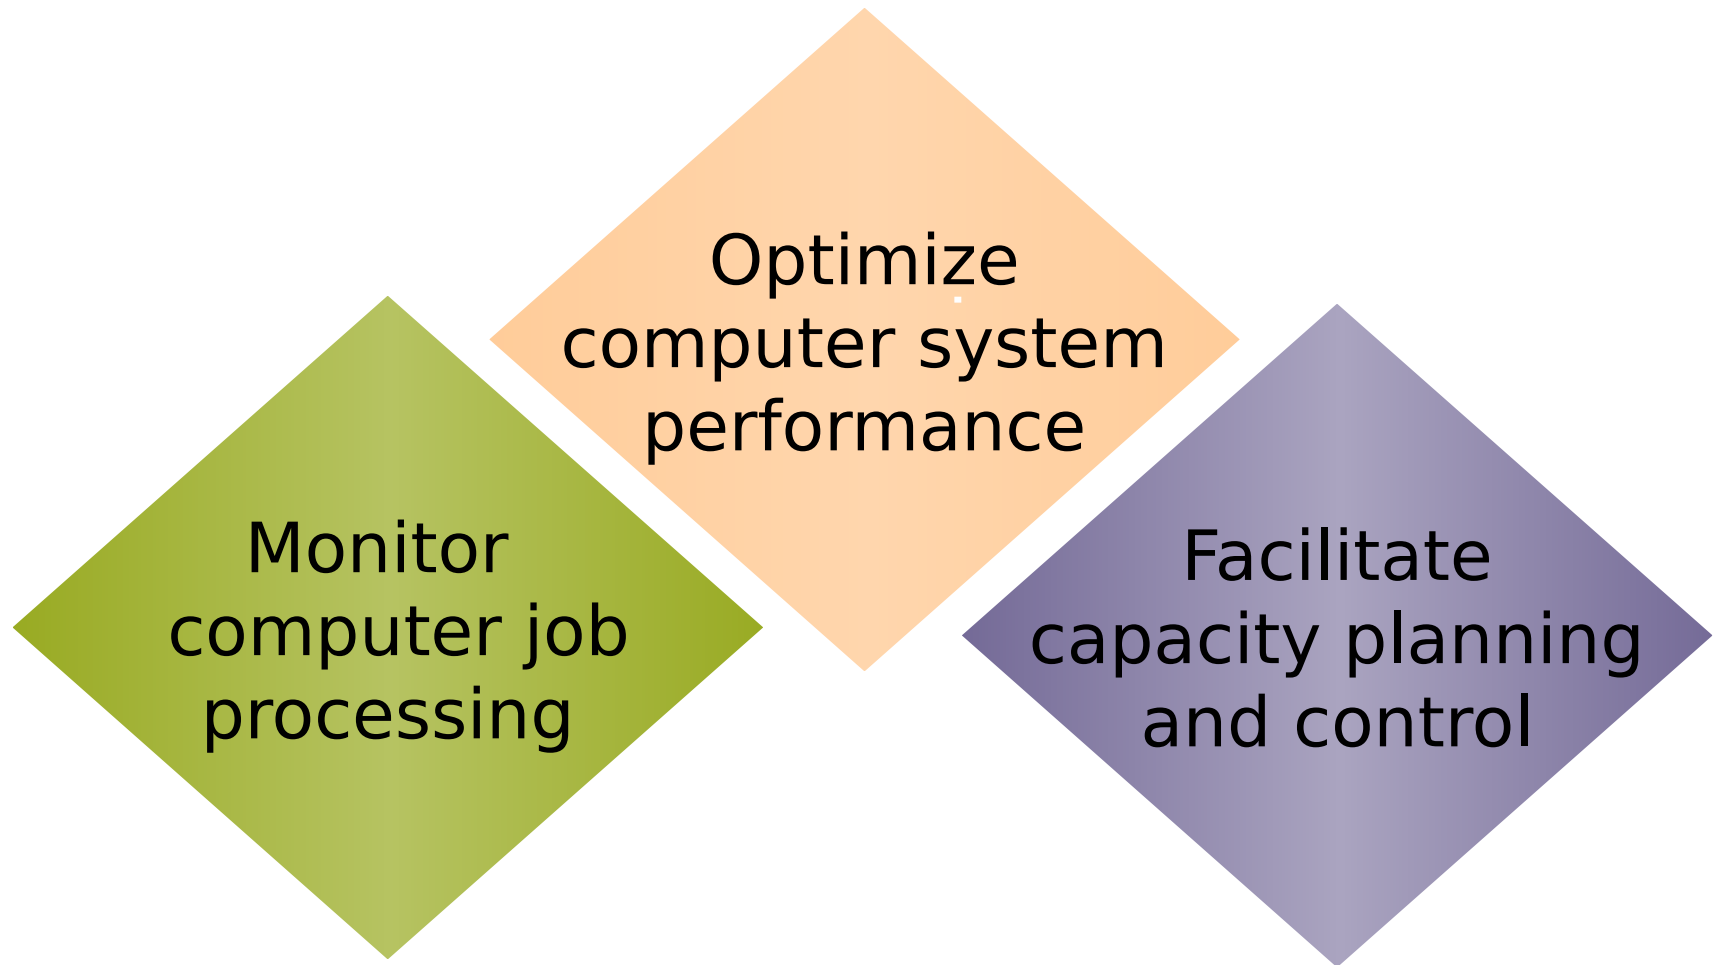 Optimize
computer system
performance
Monitor
computer job
processing
Facilitate
capacity planning
and control